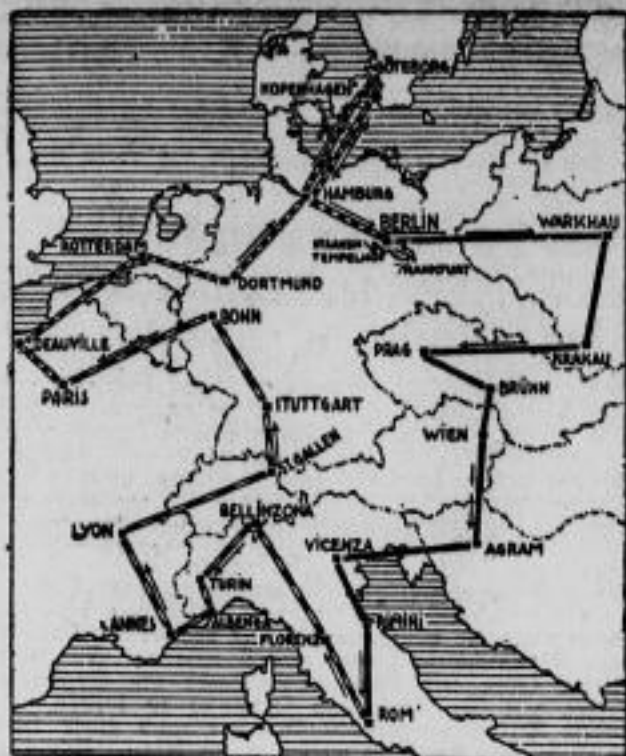 GÖTEBORG
KOPENHAGEN
HAMBURG
BERLIN
WARSCHAU
ROTTERDAM
STAAKEN
TEMPELHOF
FRANKFURT
DORTMUND
BONN
DEAUVILLE
PRAG
KRAKAU
PARIS
BRÜNN
STUTTGART
WIEN
ST.GALLEN
BELLINZONA
LYON
VICENZA
AGRAM
TURIN
ALBENGA
RIMINI
ANNES
FLORENZ
ROM